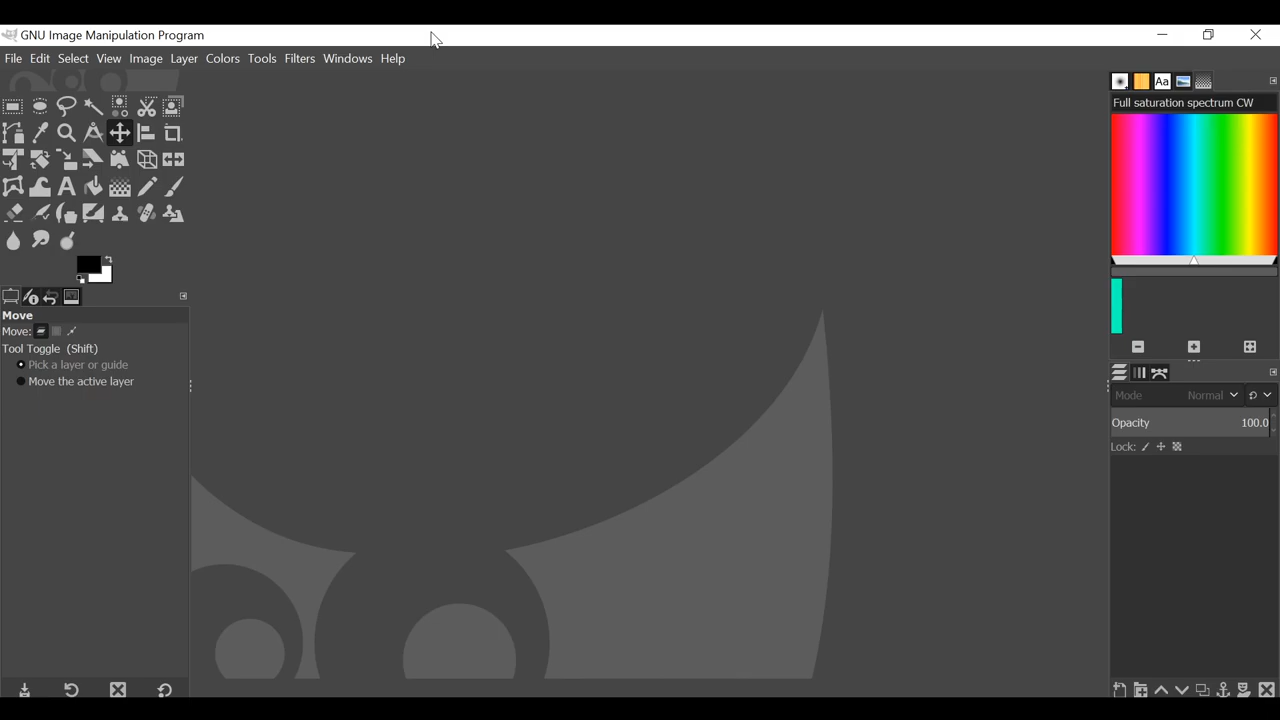 GNU Image Manipulation Program
File Edit Select View Image Layer Colors Tools Filters Windows Help
Aa
Full saturation spectrum CW
Move
Move:
Tool Toggle (Shift)
Pick a layer or guide
Move the active layer
Mode Normal
Opacity 100.0
Lock: